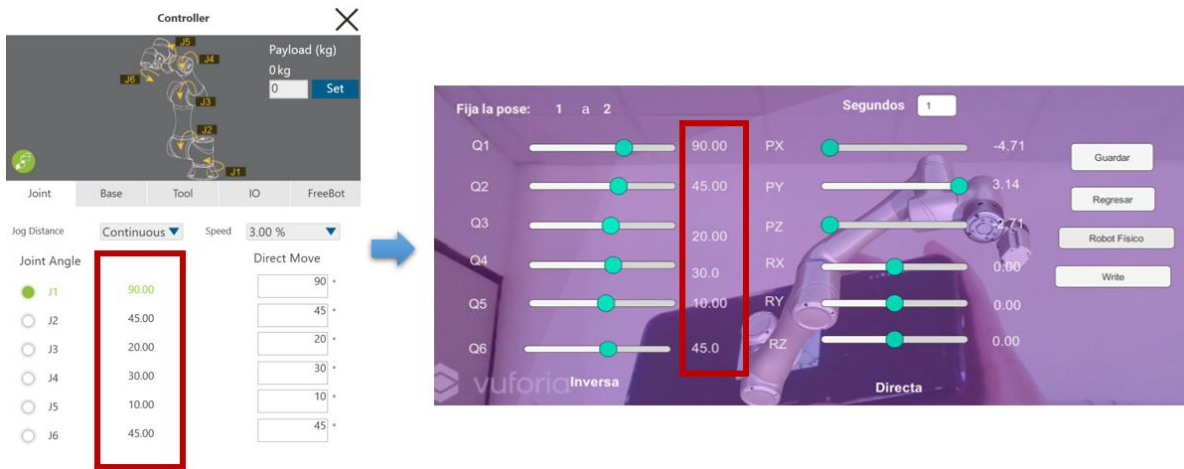 Controller
J5
J4
J6
J3
J2
J1
Payload (kg)
0kg
0
Set
Joint
Base
Tool
IO
FreeBot
Jog Distance
Continuous
Speed
3.00 %
Joint Angle
Direct Move
J1 90.00 90 °
J2 45.00 45 °
J3 20.00 20 °
J4 30.00 30 °
J5 10.00 10 °
J6 45.00 45 °
Fija la pose: 1 a 2
Segundos 1
Q1 90.00 PX -4.71
Q2 45.00 PY 3.14
Q3 20.00 PZ -2.71
Q4 30.0 RX 0.00
Q5 10.00 RY 0.00
Q6 45.0 RZ 0.00
Guardar
Regresar
Robot Físico
Write
vuforia
Inversa
Directa